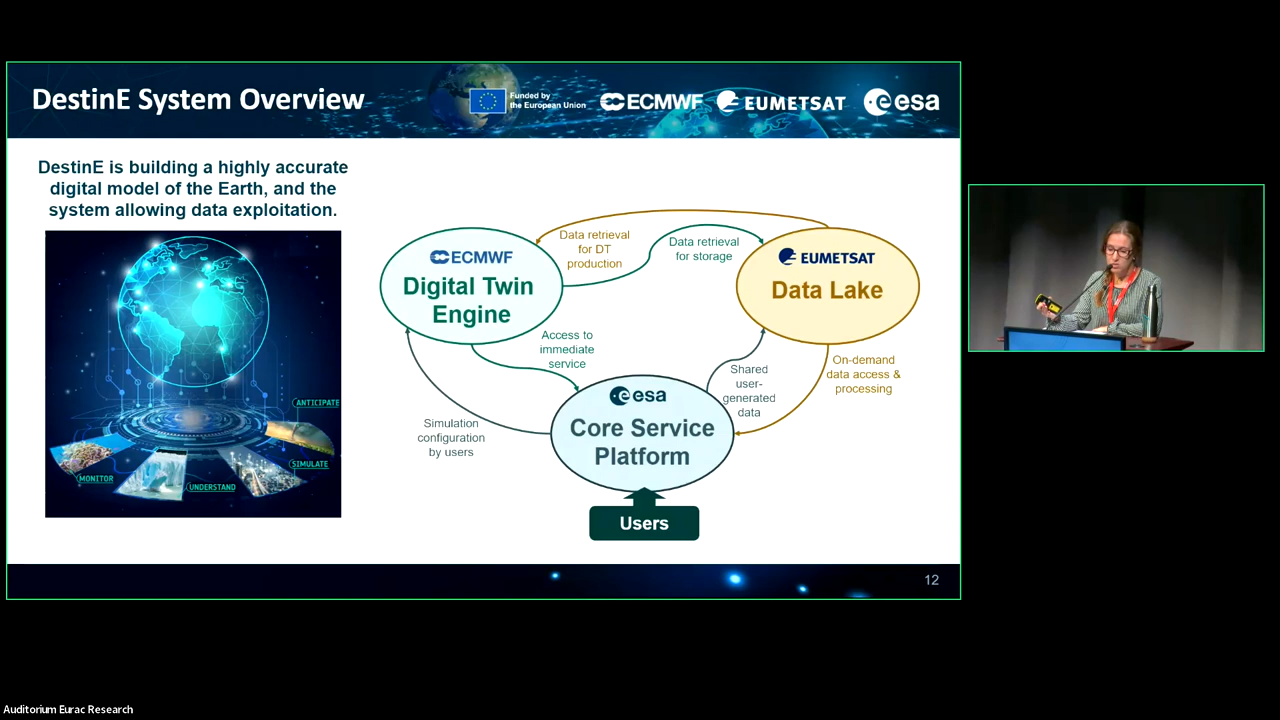 DestinE System Overview
Funded by
the European Union
ECMWF
EUMETSAT
esa
DestinE is building a highly accurate
digital model of the Earth, and the
system allowing data exploitation.
ANTICIPATE
SIMULATE
MONITOR
UNDERSTAND
Data retrieval
for DT
production
Data retrieval
for storage
ECMWF
Digital Twin
Engine
EUMETSAT
Data Lake
Access to
immediate
service
Shared
user-
generated
data
On-demand
data access &
processing
Simulation
configuration
by users
esa
Core Service
Platform
Users
12
Auditorium Eurac Research